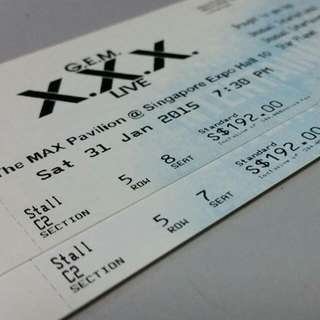 G.E.M.
X.X.X.
LIVE
The MAX Pavilion @ Singapore Expo Hall 10
Sat 31 Jan 2015 7:30 PM
Stall
C2
SECTION
5
ROW
8
SEAT
Standard
S$192.00
Stall
C2
SECTION
5
ROW
7
SEAT
Standard
S$192.00